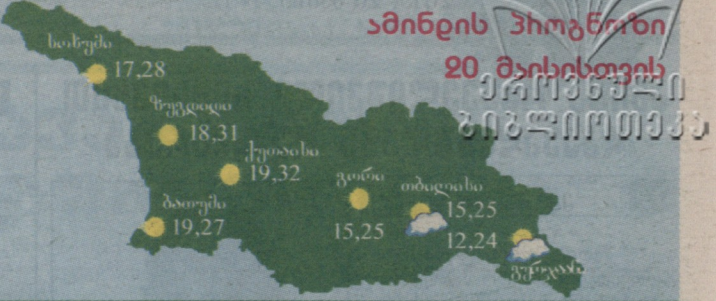 ამინდის პროგნოზი
20 მაისისთვის
ეროვნული
ბიბლიოთეკა
სოხუმი
17,28
ზუგდიდი
18,31
ქუთაისი
19,32
ბათუმი
19,27
გორი
15,25
თბილისი
15,25
12,24